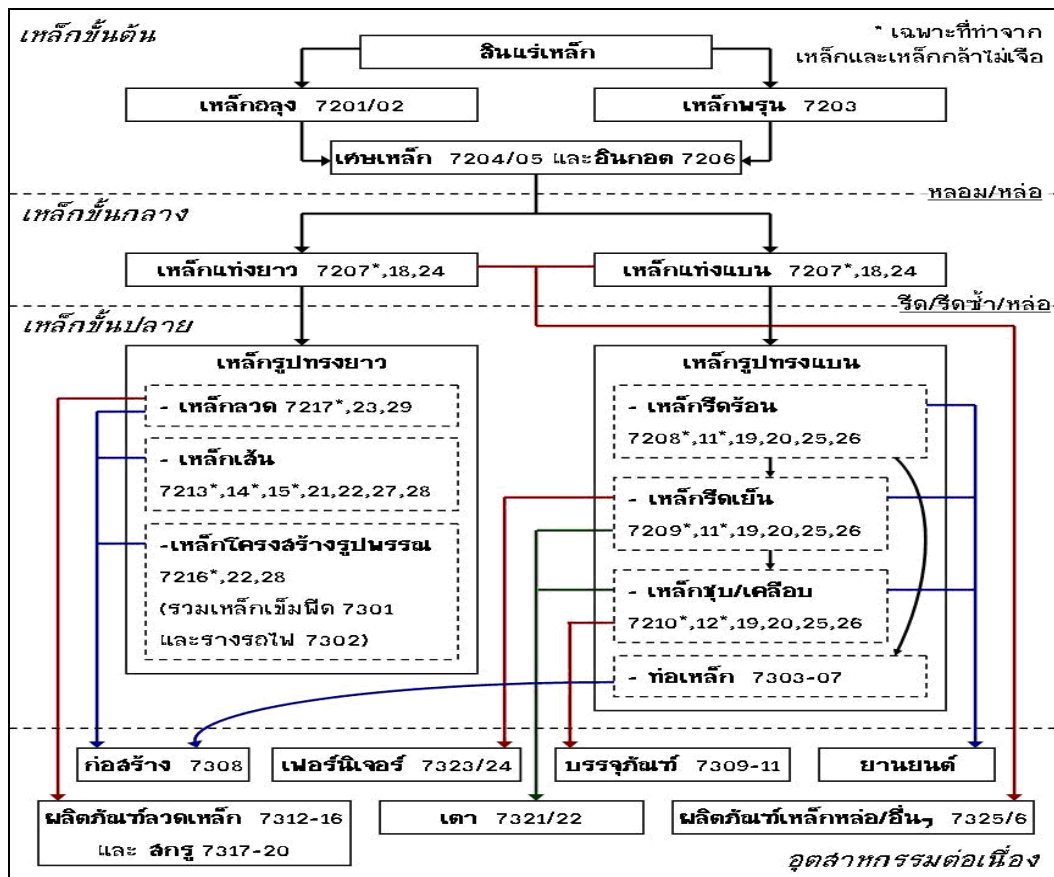 เหล็กขั้นต้น
* เฉพาะที่ทำจาก
เหล็กและเหล็กกล้าไม่เจือ
สินแร่เหล็ก
เหล็กถลุง 7201/02
เหล็กพรุน 7203
เศษเหล็ก 7204/05 และอินกอต 7206
หลอม/หล่อ
เหล็กขั้นกลาง
เหล็กแท่งยาว 7207*,18,24
เหล็กแท่งแบน 7207*,18,24
รีด/รีดซ้ำ/หล่อ
เหล็กขั้นปลาย
เหล็กรูปทรงยาว
- เหล็กลวด 7217*,23,29
- เหล็กเส้น
7213*,14*,15*,21,22,27,28
-เหล็กโครงสร้างรูปพรรณ
7216*,22,28
(รวมเหล็กเข็มพืด 7301
และรางรถไฟ 7302)
เหล็กรูปทรงแบน
- เหล็กรีดร้อน
7208*,11*,19,20,25,26
- เหล็กรีดเย็น
7209*,11*,19,20,25,26
- เหล็กชุบ/เคลือบ
7210*,12*,19,20,25,26
- ท่อเหล็ก 7303-07
ก่อสร้าง 7308
เฟอร์นิเจอร์ 7323/24
บรรจุภัณฑ์ 7309-11
ยานยนต์
ผลิตภัณฑ์ลวดเหล็ก 7312-16
และ สกรู 7317-20
เตา 7321/22
ผลิตภัณฑ์เหล็กหล่อ/อื่นๆ 7325/6
อุตสาหกรรมต่อเนื่อง